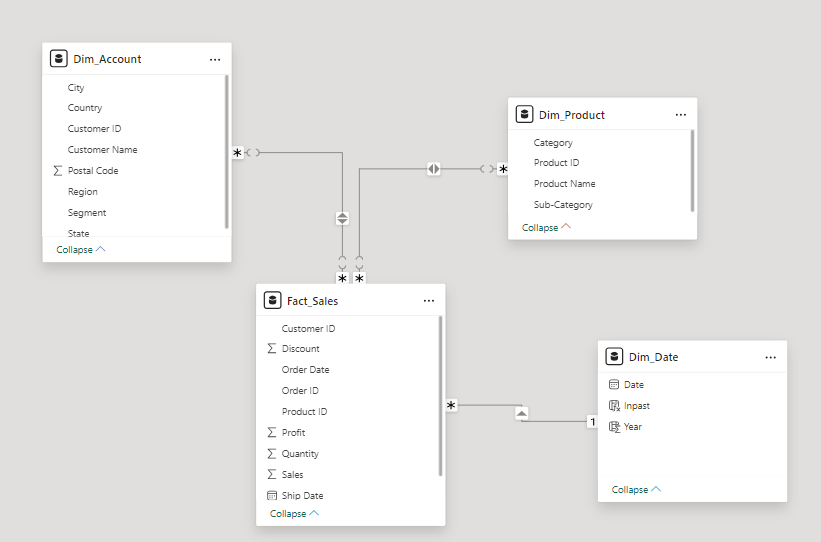 Dim_Account
City
Country
Customer ID
Customer Name
Postal Code
Region
Segment
State
Collapse
Dim_Product
Category
Product ID
Product Name
Sub-Category
Collapse
Fact_Sales
Customer ID
Discount
Order Date
Order ID
Product ID
Profit
Quantity
Sales
Ship Date
Collapse
Dim_Date
Date
Inpast
Year
Collapse
1